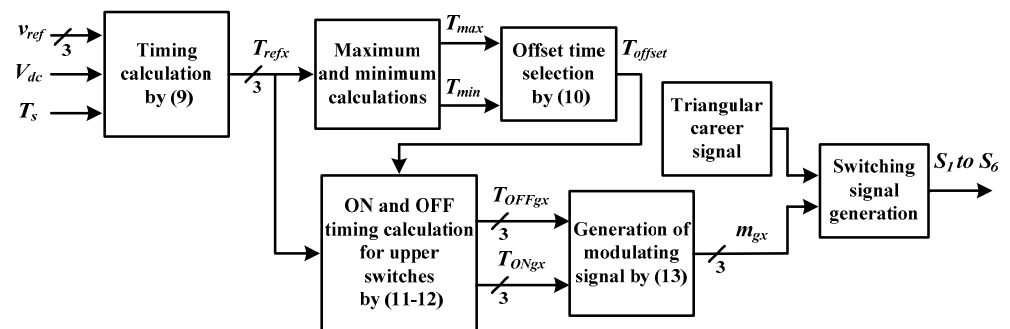 v_ref
3
V_dc
T_s
Timing
calculation
by (9)
T_refx
3
Maximum
and minimum
calculations
T_max
T_min
Offset time
selection
by (10)
T_offset
Triangular
career
signal
ON and OFF
timing calculation
for upper
switches
by (11-12)
T_OFFgx
3
T_ONgx
3
Generation of
modulating
signal by (13)
m_gx
3
Switching
signal
generation
S_1 to S_6